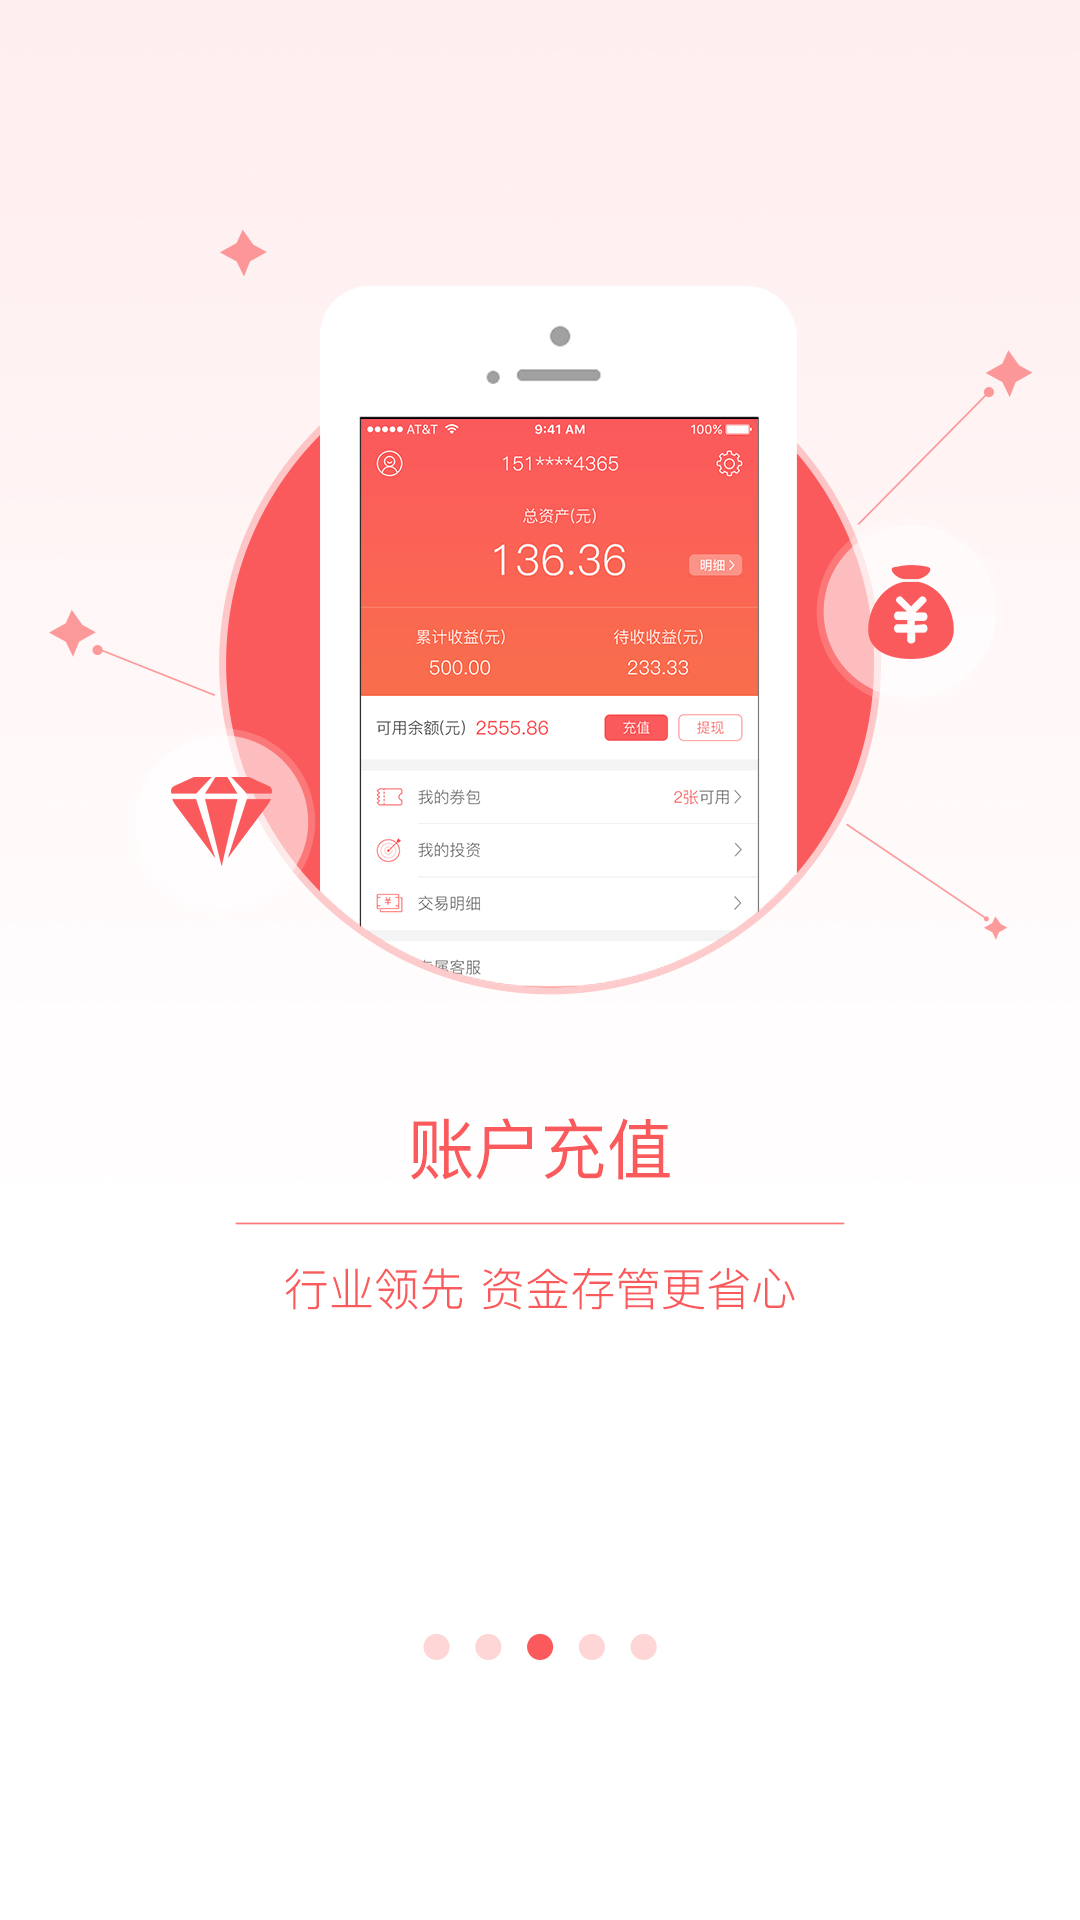 AT&T 9:41 AM 100%
151****4365
总资产(元)
136.36
明细
累计收益(元) 待收收益(元)
500.00 233.33
可用余额(元) 2555.86 充值 提现
我的券包 2张可用
我的投资
交易明细
专属客服
账户充值
行业领先 资金存管更省心